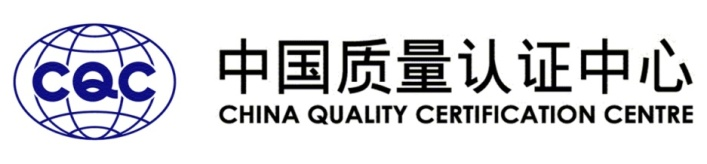 CQC
中国质量认证中心
CHINA QUALITY CERTIFICATION CENTRE